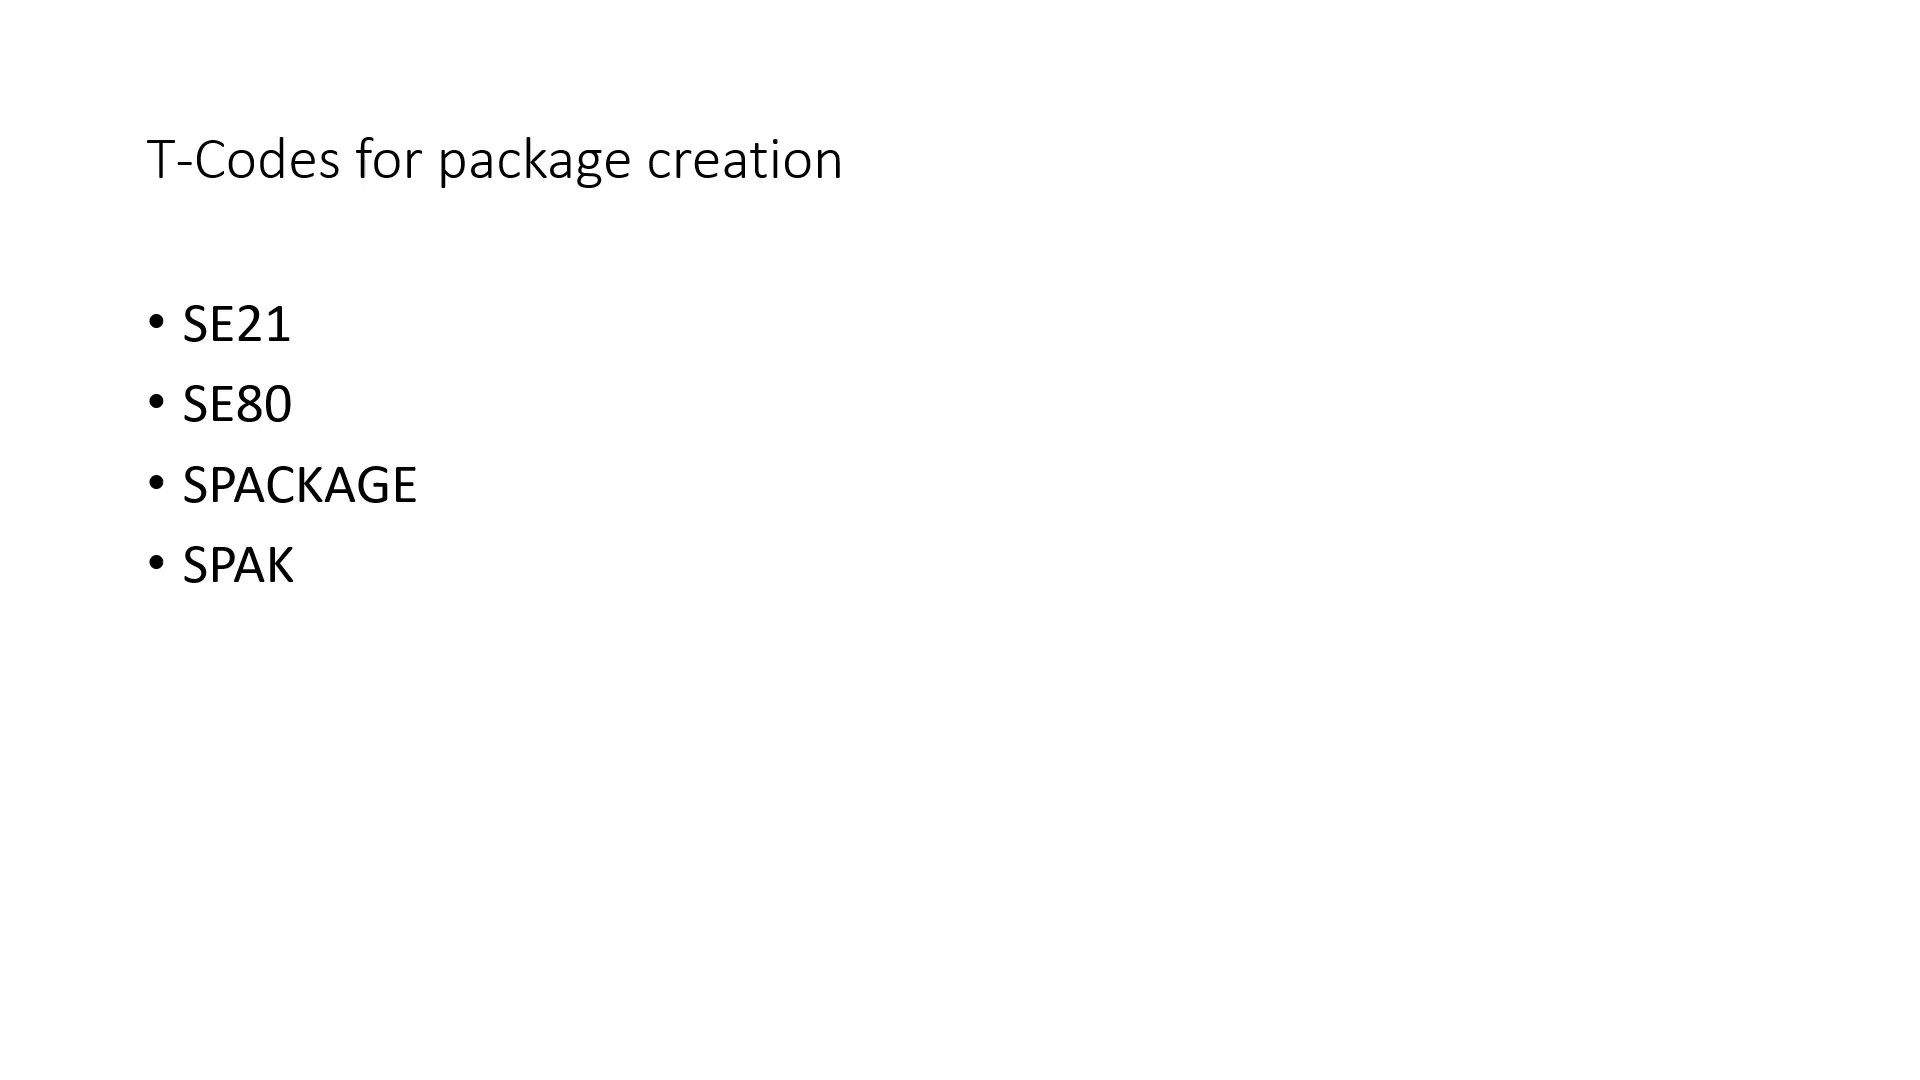 T-Codes for package creation
• SE21
• SE80
• SPACKAGE
• SPAK